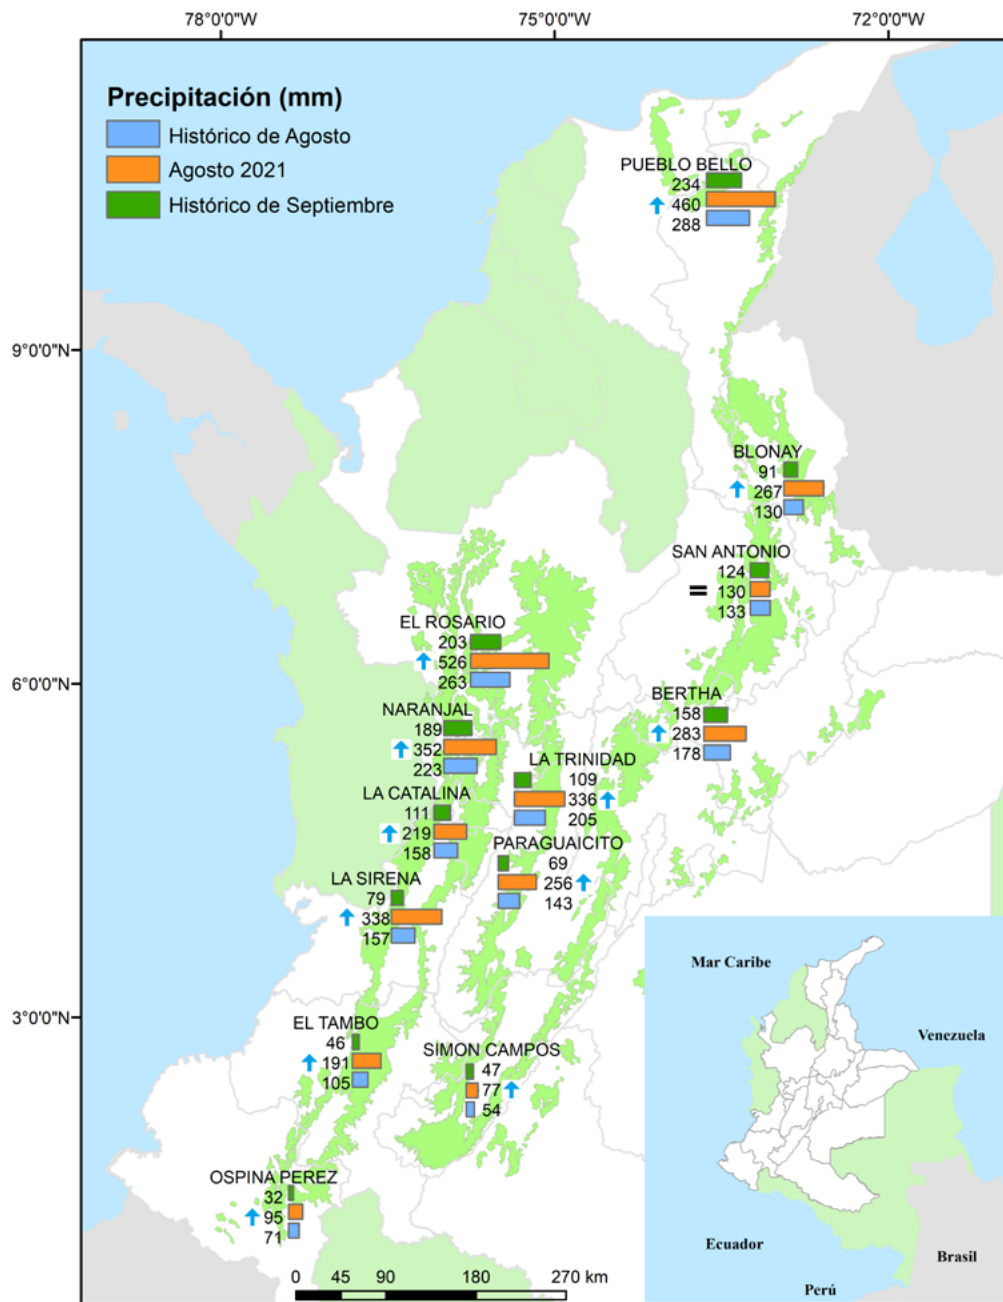 78°0'0"W 75°0'0"W 72°0'0"W
Precipitación (mm)
Histórico de Agosto
Agosto 2021
Histórico de Septiembre
PUEBLO BELLO
234
460
288
9°0'0"N
BLONAY
91
267
130
SAN ANTONIO
124
= 130
133
EL ROSARIO
203
526
263
6°0'0"N
BERTHA
158
283
178
NARANJAL
189
352
223
LA TRINIDAD
109
336
205
LA CATALINA
111
219
158
PARAGUAICITO
69
256
143
LA SIRENA
79
338
157
3°0'0"N
EL TAMBO
46
191
105
SIMON CAMPOS
47
77
54
OSPINA PEREZ
32
95
71
0 45 90 180 270 km
Mar Caribe
Venezuela
Ecuador
Brasil
Perú